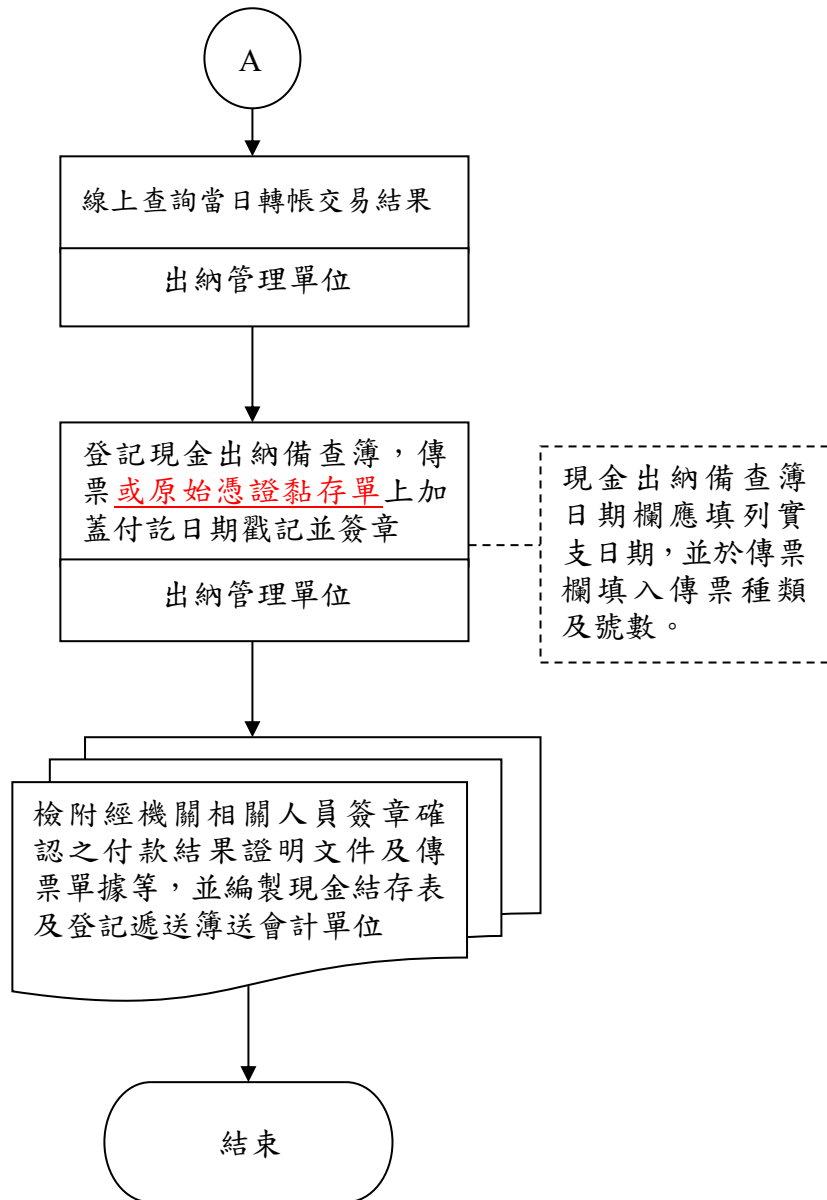 A
線上查詢當日轉帳交易結果
出納管理單位
登記現金出納備查簿，傳
票或原始憑證黏存單上加
蓋付訖日期戳記並簽章
出納管理單位
現金出納備查簿
日期欄應填列實
支日期，並於傳票
欄填入傳票種類
及號數。
檢附經機關相關人員簽章確
認之付款結果證明文件及傳
票單據等，並編製現金結存表
及登記遞送簿送會計單位
結束